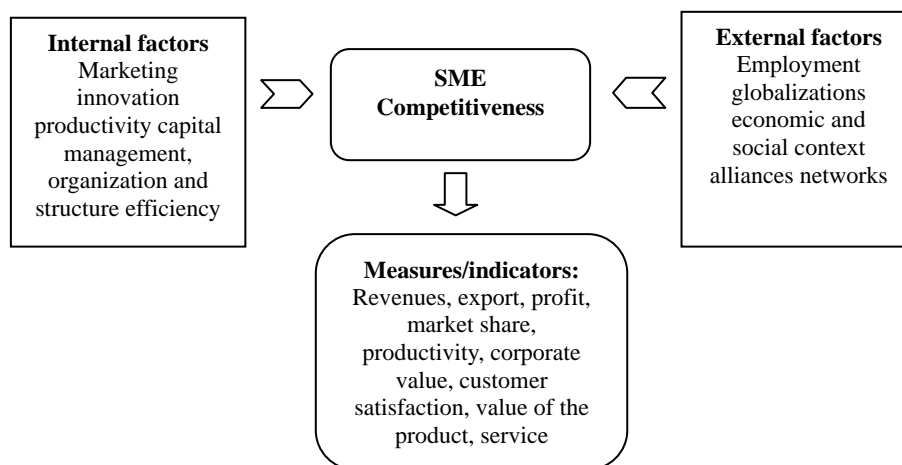 Internal factors
Marketing
innovation
productivity capital
management,
organization and
structure efficiency
SME
Competitiveness
External factors
Employment
globalizations
economic and
social context
alliances networks
Measures/indicators:
Revenues, export, profit,
market share,
productivity, corporate
value, customer
satisfaction, value of the
product, service